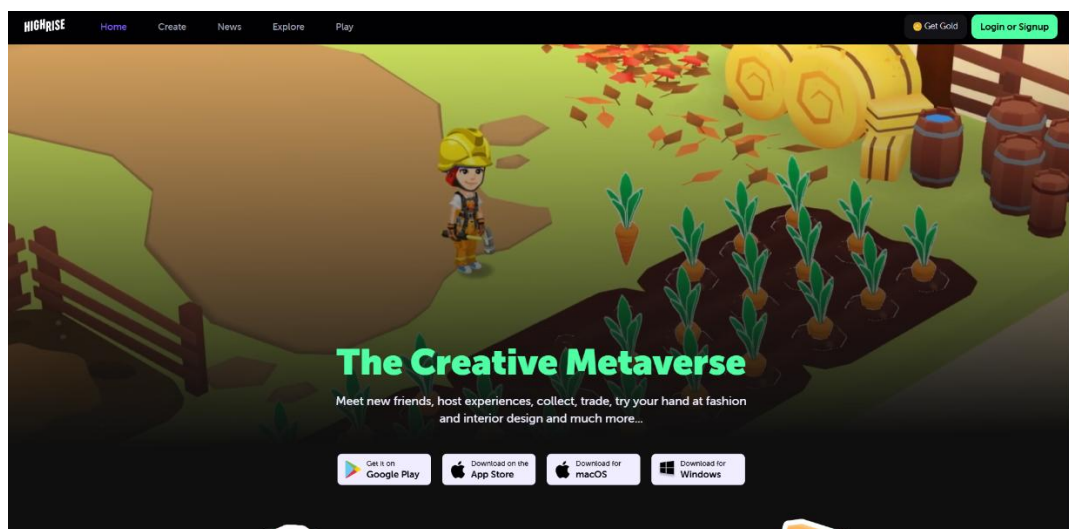 HIGHRISE Home Create News Explore Play Get Gold Login or Signup
The Creative Metaverse
Meet new friends, host experiences, collect, trade, try your hand at fashion
and interior design and much more...
Get it on
Google Play
Download on the
App Store
Download for
macOS
Download for
Windows